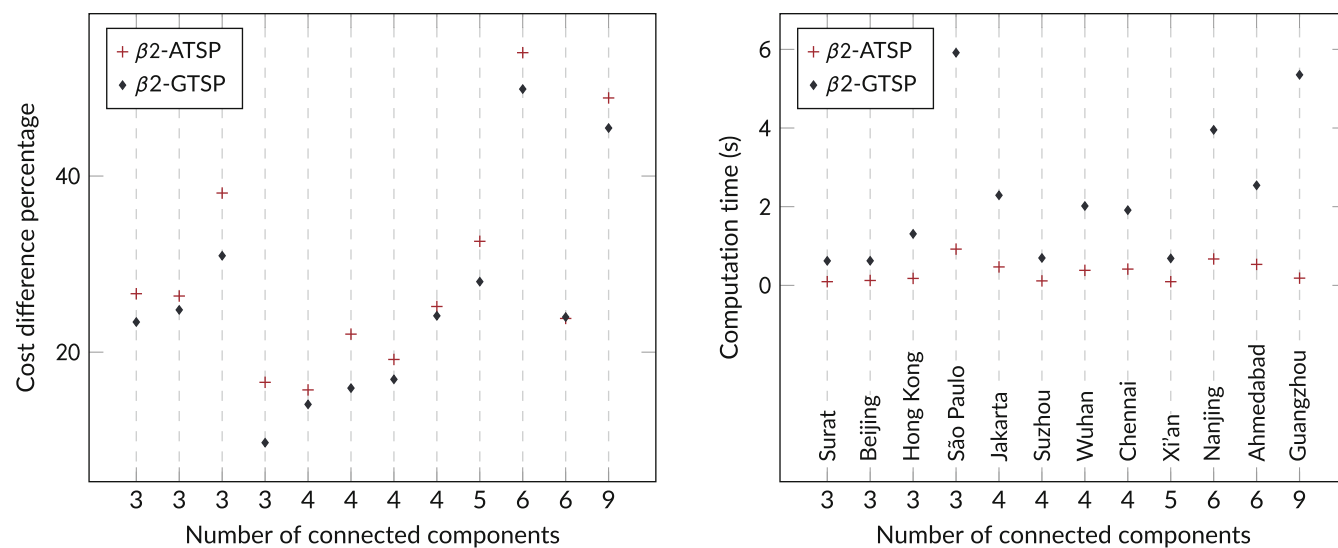 β2-ATSP
β2-GTSP
Cost difference percentage
40
20
3 3 3 3 4 4 4 4 5 6 6 9
Number of connected components
β2-ATSP
β2-GTSP
Computation time (s)
6
4
2
0
Surat
Beijing
Hong Kong
São Paulo
Jakarta
Suzhou
Wuhan
Chennai
Xi'an
Nanjing
Ahmedabad
Guangzhou
3 3 3 3 4 4 4 4 5 6 6 9
Number of connected components